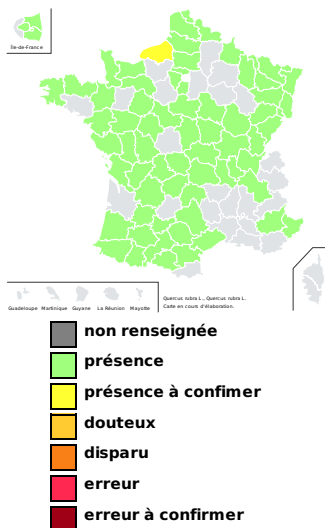 Île-de-France
Guadeloupe Martinique Guyane La Réunion Mayotte
Quercus rubra L., Quercus rubra L.
Carte en cours d'élaboration.
non renseignée
présence
présence à confimer
douteux
disparu
erreur
erreur à confirmer